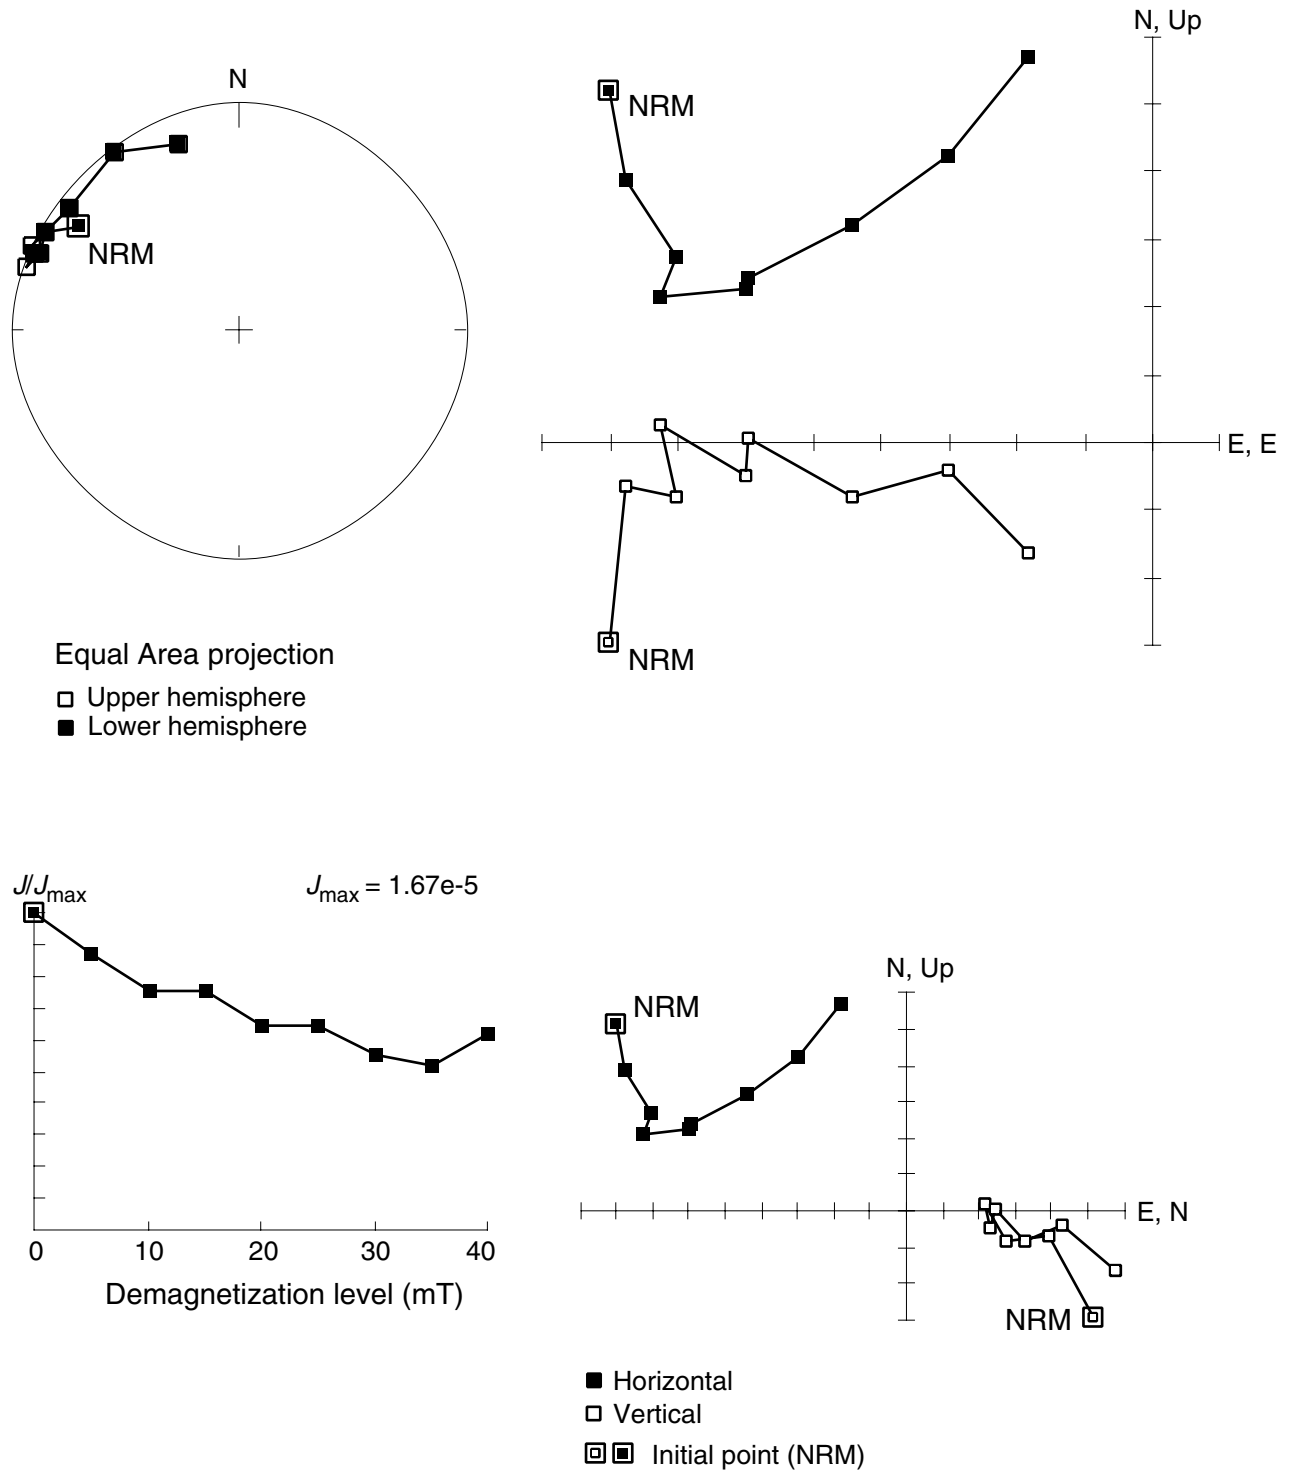 N
NRM
Equal Area projection
Upper hemisphere
Lower hemisphere
N, Up
NRM
E, E
NRM
J/Jmax
Jmax = 1.67e-5
0 10 20 30 40
Demagnetization level (mT)
N, Up
NRM
E, N
NRM
Horizontal
Vertical
Initial point (NRM)